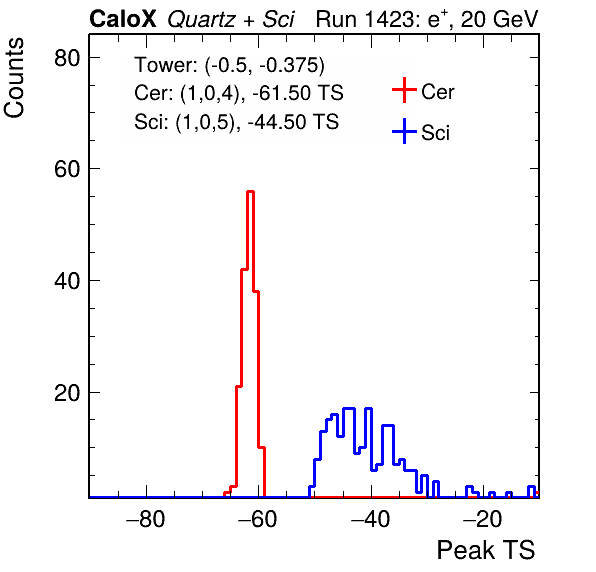 CaloX Quartz + Sci Run 1423: e+, 20 GeV
Counts
Tower: (-0.5, -0.375)
Cer: (1,0,4), -61.50 TS
Sci: (1,0,5), -44.50 TS
Cer
Sci
80
60
40
20
−80 −60 −40 −20
Peak TS